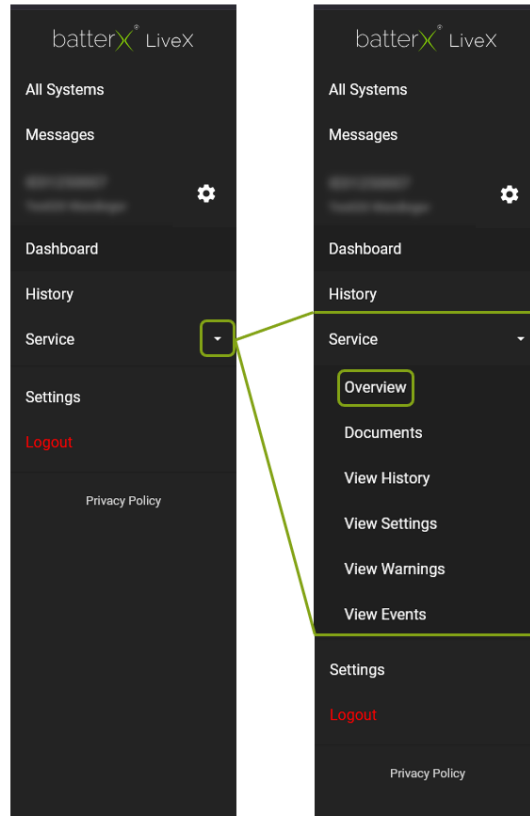 batterX® LiveX
All Systems
Messages
Dashboard
History
Service
Settings
Logout
Privacy Policy
batterX® LiveX
All Systems
Messages
Dashboard
History
Service
Overview
Documents
View History
View Settings
View Warnings
View Events
Settings
Logout
Privacy Policy